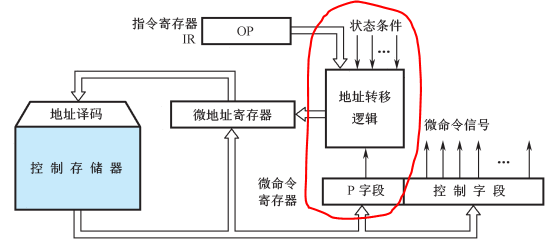 指令寄存器
IR
OP
状态条件
地址译码
控制存储器
微地址寄存器
地址转移
逻辑
微命令信号
微命令
寄存器
P 字段
控制字段